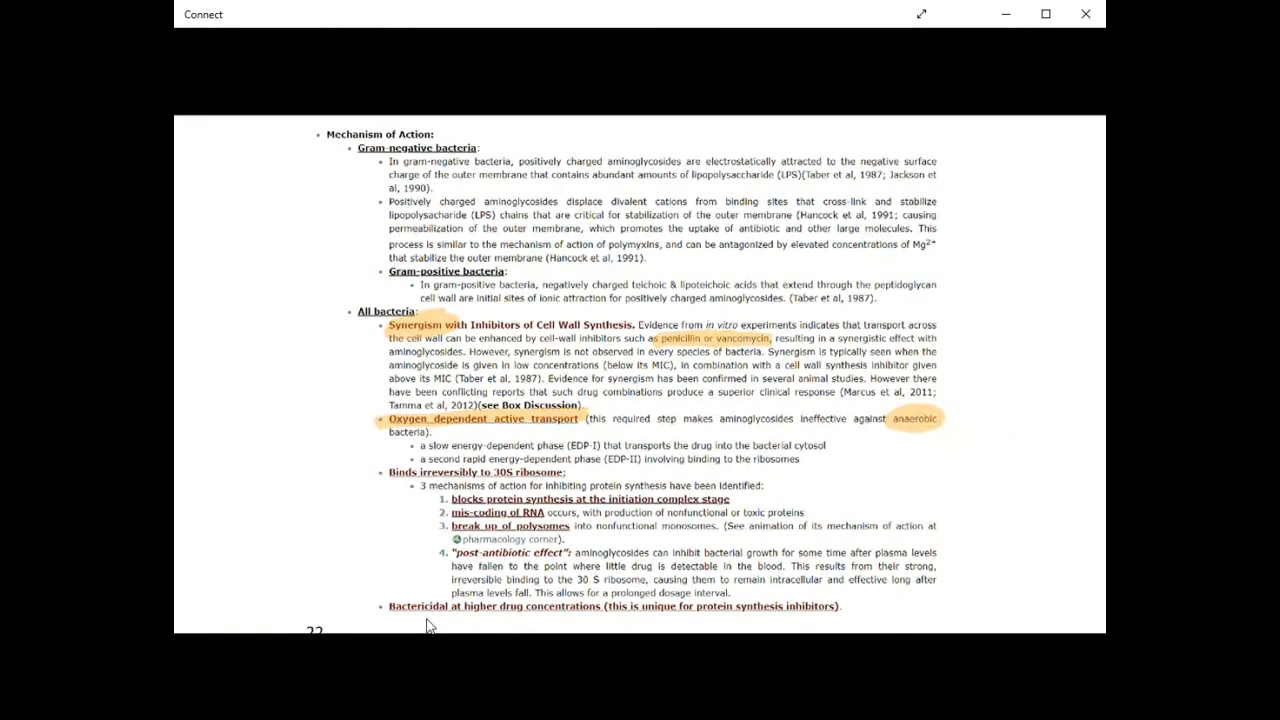 Connect
Mechanism of Action:
Gram-negative bacteria:
In gram-negative bacteria, positively charged aminoglycosides are electrostatically attracted to the negative surface
charge of the outer membrane that contains abundant amounts of lipopolysaccharide (LPS)(Taber et al, 1987; Jackson et
al, 1990).
Positively charged aminoglycosides displace divalent cations from binding sites that cross-link and stabilize
lipopolysacharide (LPS) chains that are critical for stabilization of the outer membrane (Hancock et al, 1991; causing
permeabilization of the outer membrane, which promotes the uptake of antibiotic and other large molecules. This
process is similar to the mechanism of action of polymyxins, and can be antagonized by elevated concentrations of Mg²⁺
that stabilize the outer membrane (Hancock et al, 1991).
Gram-positive bacteria:
In gram-positive bacteria, negatively charged teichoic & lipoteichoic acids that extend through the peptidoglycan
cell wall are initial sites of ionic attraction for positively charged aminoglycosides. (Taber et al, 1987).
All bacteria:
Synergism with Inhibitors of Cell Wall Synthesis. Evidence from in vitro experiments indicates that transport across
the cell wall can be enhanced by cell-wall inhibitors such as penicillin or vancomycin, resulting in a synergistic effect with
aminoglycosides. However, synergism is not observed in every species of bacteria. Synergism is typically seen when the
aminoglycoside is given in low concentrations (below its MIC), in combination with a cell wall synthesis inhibitor given
above its MIC (Taber et al, 1987). Evidence for synergism has been confirmed in several animal studies. However there
have been conflicting reports that such drug combinations produce a superior clinical response (Marcus et al, 2011;
Tamma et al, 2012)(see Box Discussion).
Oxygen dependent active transport (this required step makes aminoglycosides ineffective against anaerobic
bacteria).
a slow energy-dependent phase (EDP-I) that transports the drug into the bacterial cytosol
a second rapid energy-dependent phase (EDP-II) involving binding to the ribosomes
Binds irreversibly to 30S ribosome;
3 mechanisms of action for inhibiting protein synthesis have been identified:
1. blocks protein synthesis at the initiation complex stage
2. mis-coding of RNA occurs, with production of nonfunctional or toxic proteins
3. break up of polysomes into nonfunctional monosomes. (See animation of its mechanism of action at
pharmacology corner).
4. "post-antibiotic effect": aminoglycosides can inhibit bacterial growth for some time after plasma levels
have fallen to the point where little drug is detectable in the blood. This results from their strong,
irreversible binding to the 30 S ribosome, causing them to remain intracellular and effective long after
plasma levels fall. This allows for a prolonged dosage interval.
Bactericidal at higher drug concentrations (this is unique for protein synthesis inhibitors).
22